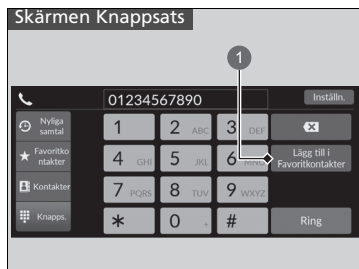 Skärmen Knappsats
1
01234567890
Inställn.
Nyliga
samtal
1
2 ABC
3 DEF
Favoritko
ntakter
4 GHI
5 JKL
6 MNO
Lägg till i
Favoritkontakter
Kontakter
7 PQRS
8 TUV
9 WXYZ
Knapps.
*
0 +
#
Ring